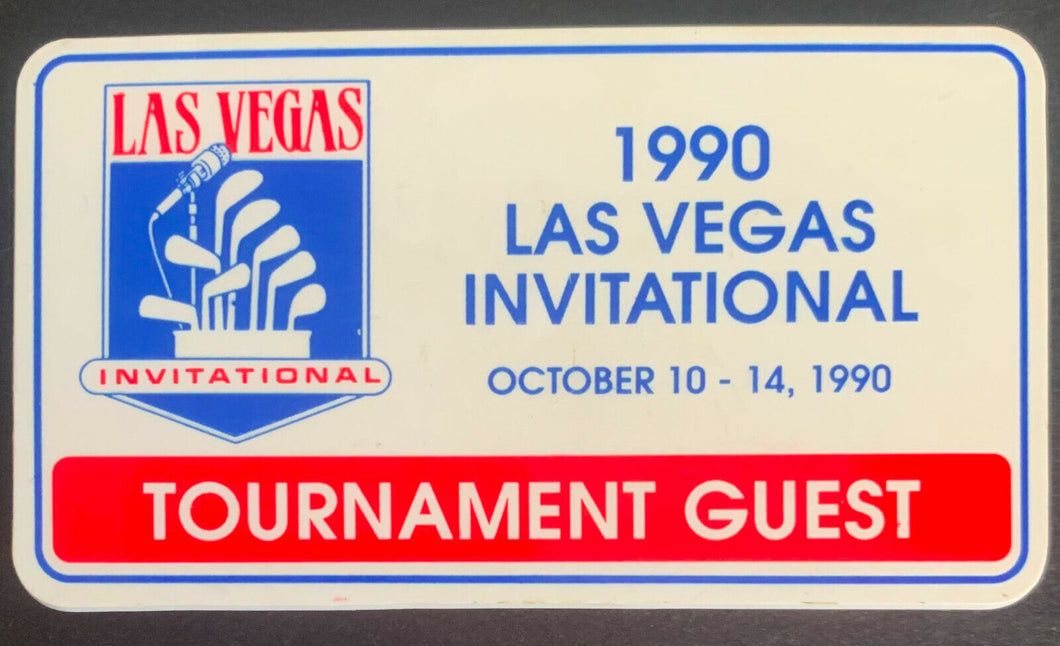 LAS VEGAS
INVITATIONAL
1990
LAS VEGAS
INVITATIONAL
OCTOBER 10 - 14, 1990
TOURNAMENT GUEST